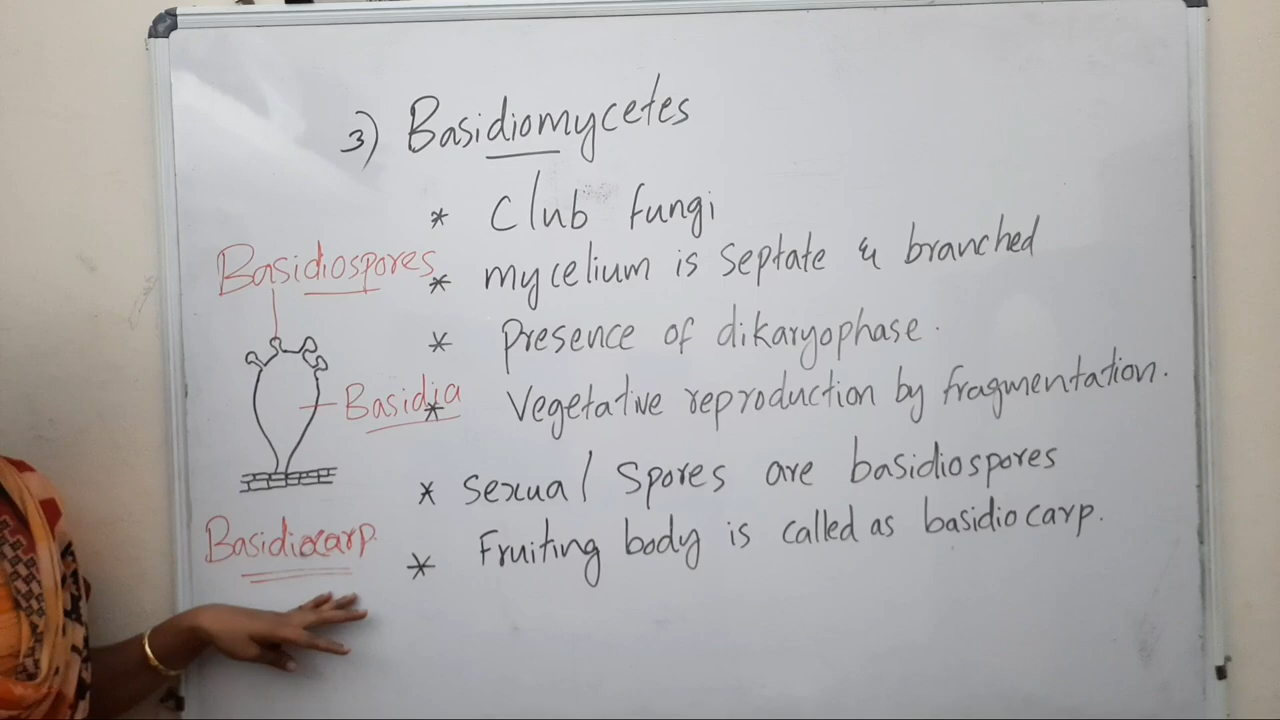 3) Basidiomycetes
* Club fungi
* mycelium is septate & branched
* Presence of dikaryophase.
* Vegetative reproduction by fragmentation.
* Sexual Spores are basidiospores
* Fruiting body is called as basidiocarp.
Basidiospores
Basidia
Basidiocarp.